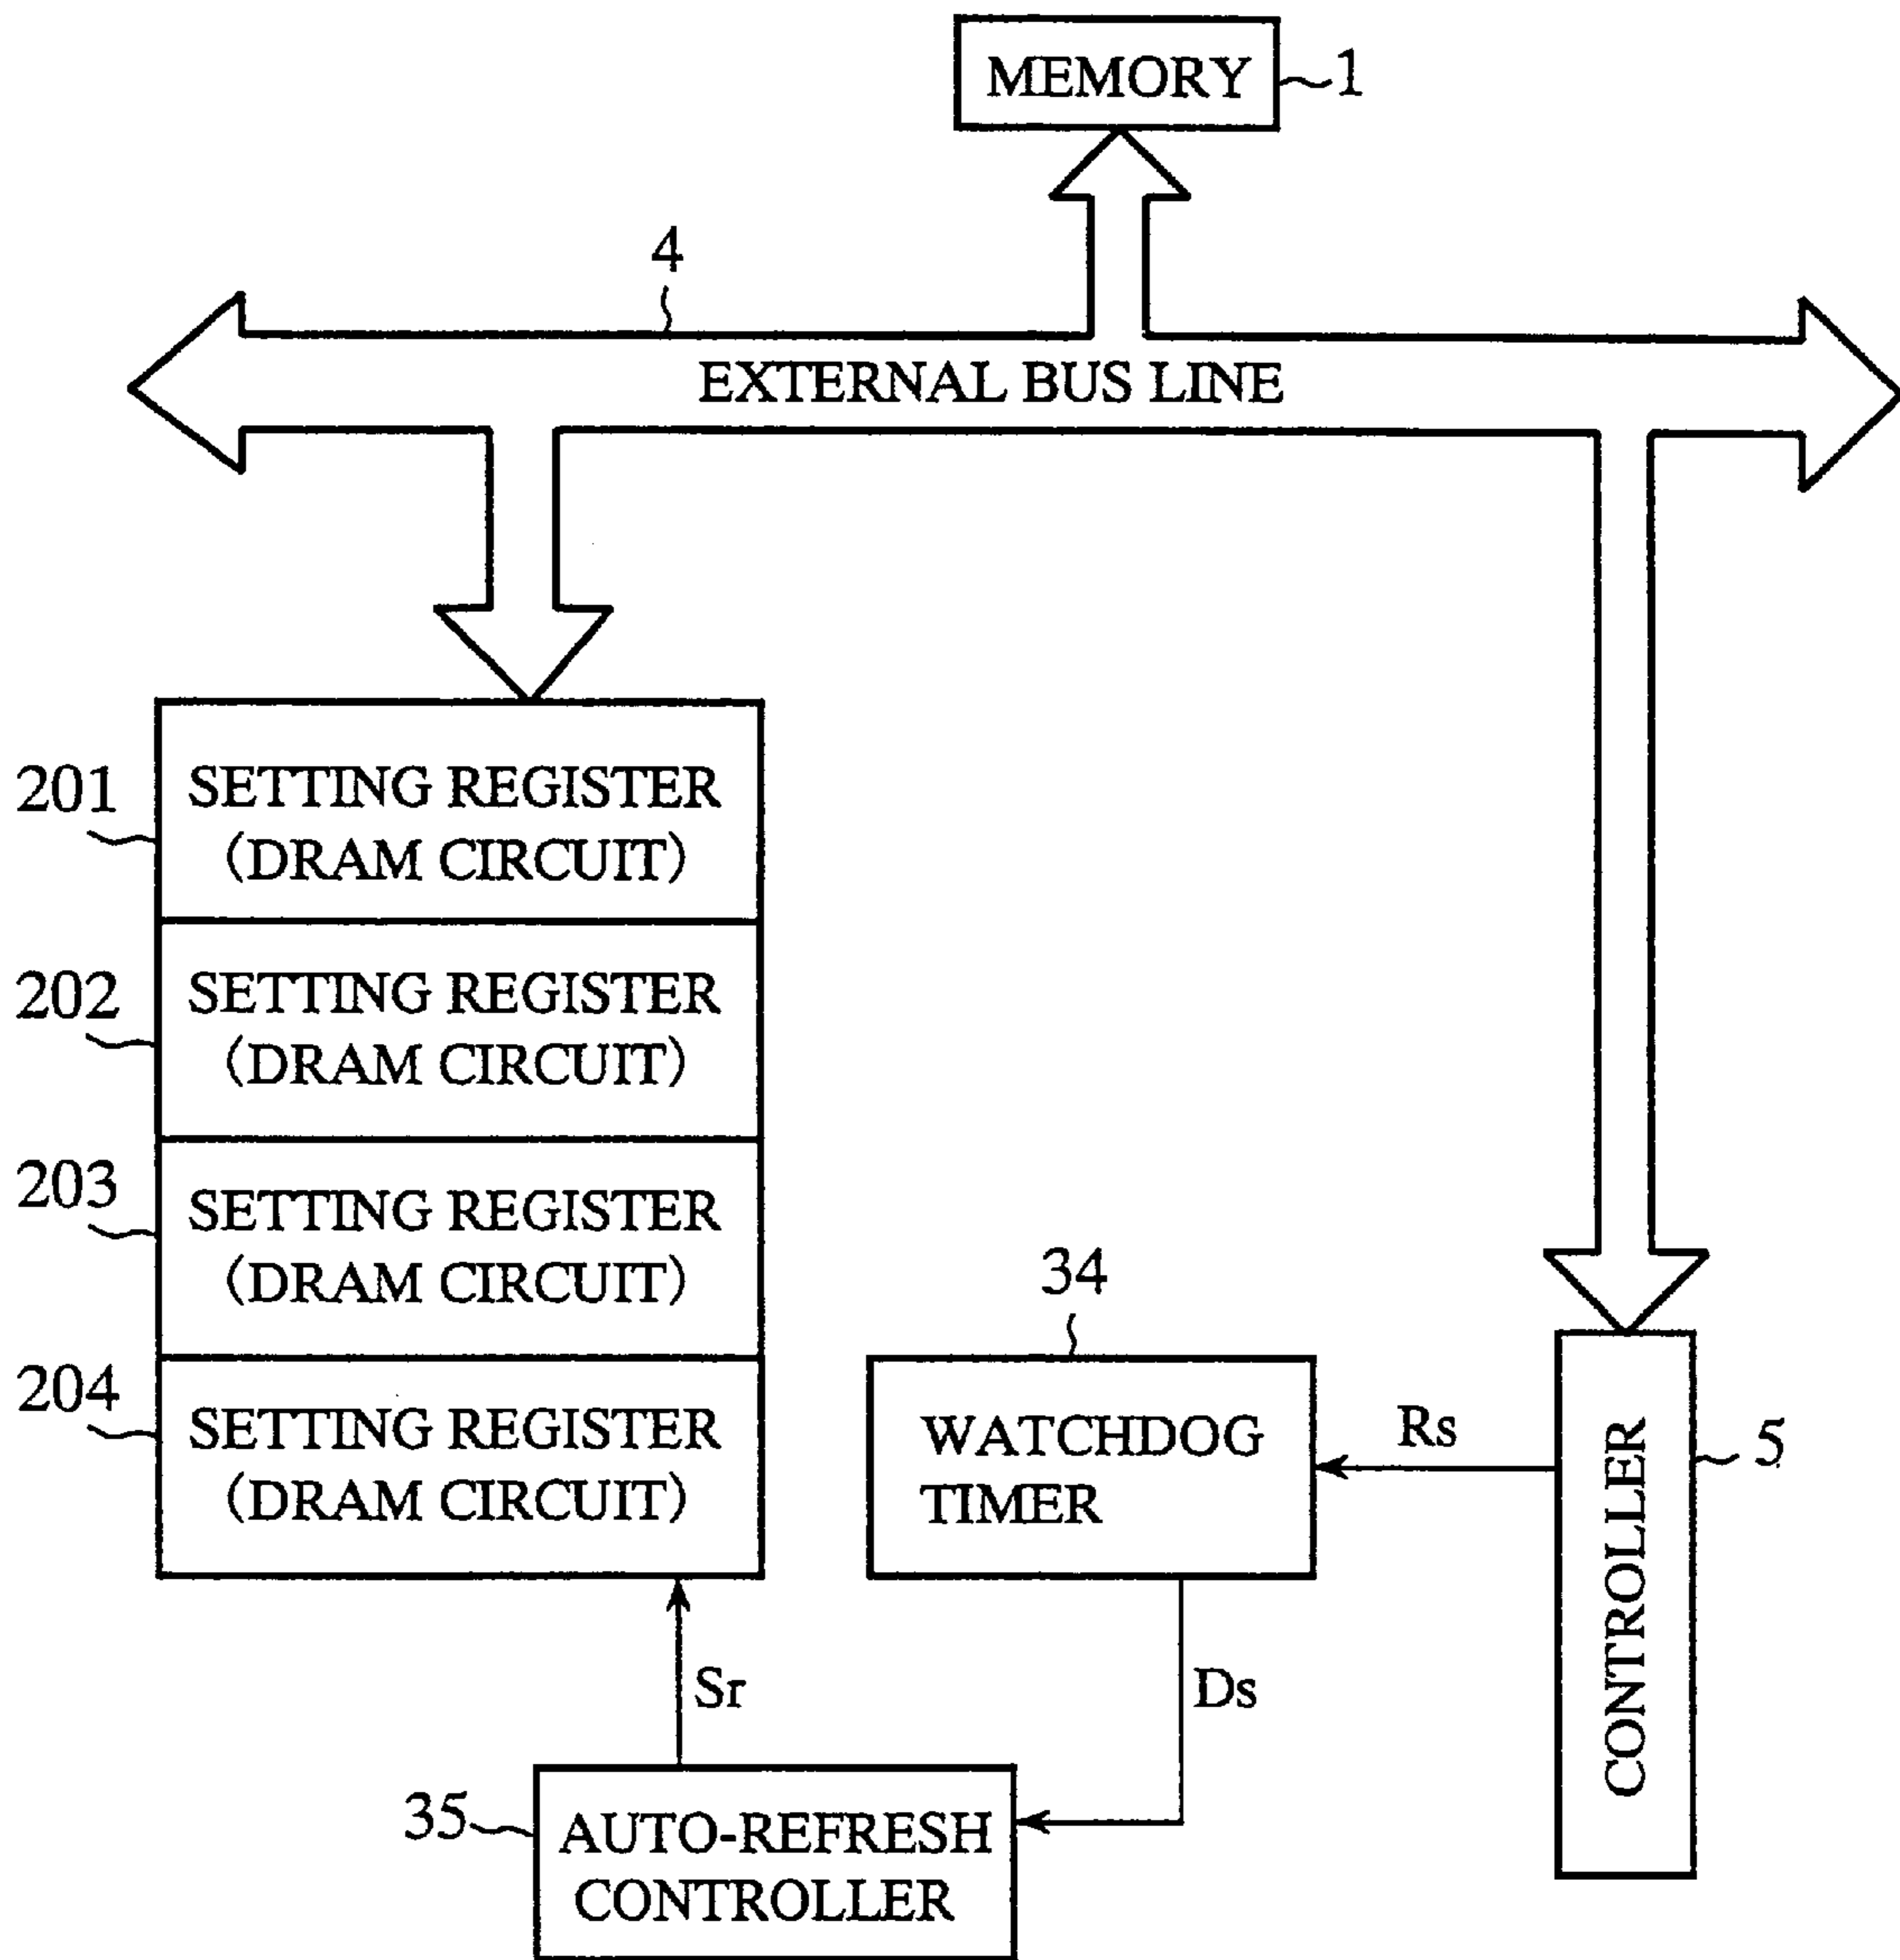 MEMORY
1
4
EXTERNAL BUS LINE
201
SETTING REGISTER
(DRAM CIRCUIT)
202
SETTING REGISTER
(DRAM CIRCUIT)
203
SETTING REGISTER
(DRAM CIRCUIT)
204
SETTING REGISTER
(DRAM CIRCUIT)
34
WATCHDOG
TIMER
Rs
CONTROLLER
5
Sr
Ds
35
AUTO-REFRESH
CONTROLLER